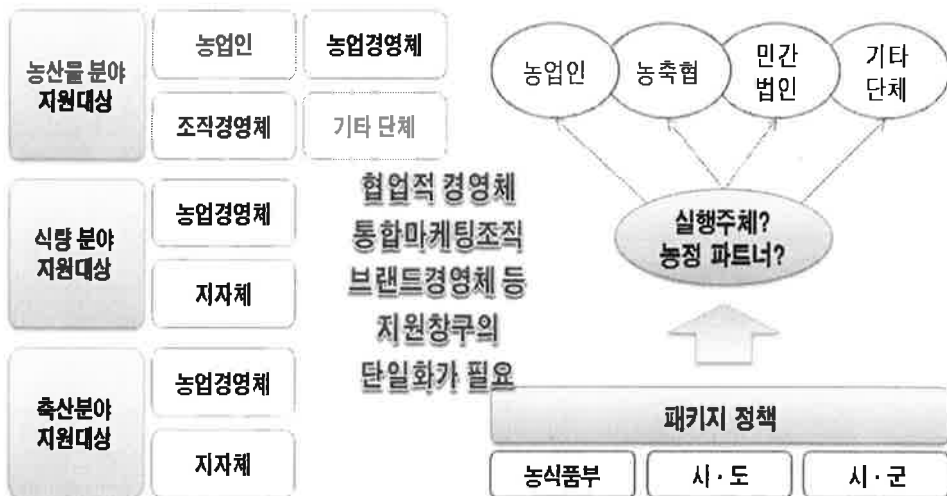 농산물 분야
지원대상
농업인
농업경영체
조직경영체
기타 단체
식량 분야
지원대상
농업경영체
지자체
축산분야
지원대상
농업경영체
지자체
협업적 경영체
통합마케팅조직
브랜드경영체 등
지원창구의
단일화가 필요
농업인
농축협
민간
법인
기타
단체
실행주체?
농정 파트너?
패키지 정책
농식품부
시·도
시·군